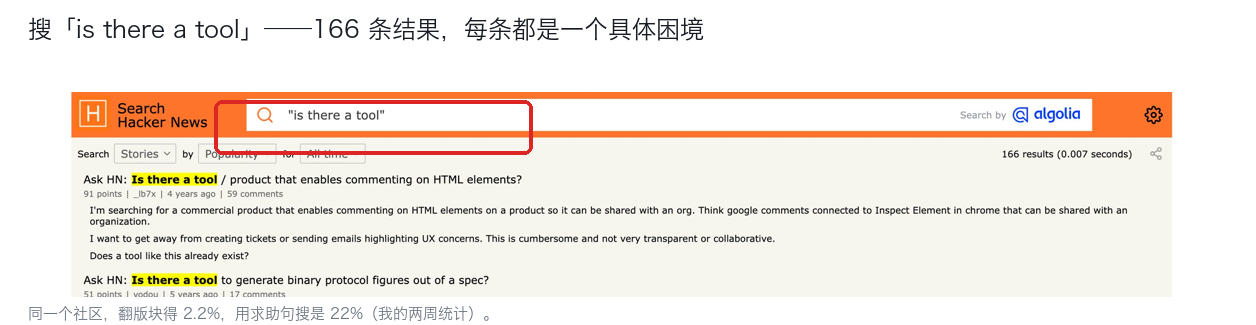 搜「is there a tool」——166 条结果，每条都是一个具体困境
H
Search
Hacker News
"is there a tool"
Search by algolia
Search Stories by Popularity for All time
166 results (0.007 seconds)
Ask HN: Is there a tool / product that enables commenting on HTML elements?
91 points | _lb7x | 4 years ago | 59 comments
I'm searching for a commercial product that enables commenting on HTML elements on a product so it can be shared with an org. Think google comments connected to Inspect Element in chrome that can be shared with an
organization.
I want to get away from creating tickets or sending emails highlighting UX concerns. This is cumbersome and not very transparent or collaborative.
Does a tool like this already exist?
Ask HN: Is there a tool to generate binary protocol figures out of a spec?
51 points | vodou | 5 years ago | 17 comments
同一个社区，翻版块得 2.2%，用求助句搜是 22%（我的两周统计）。